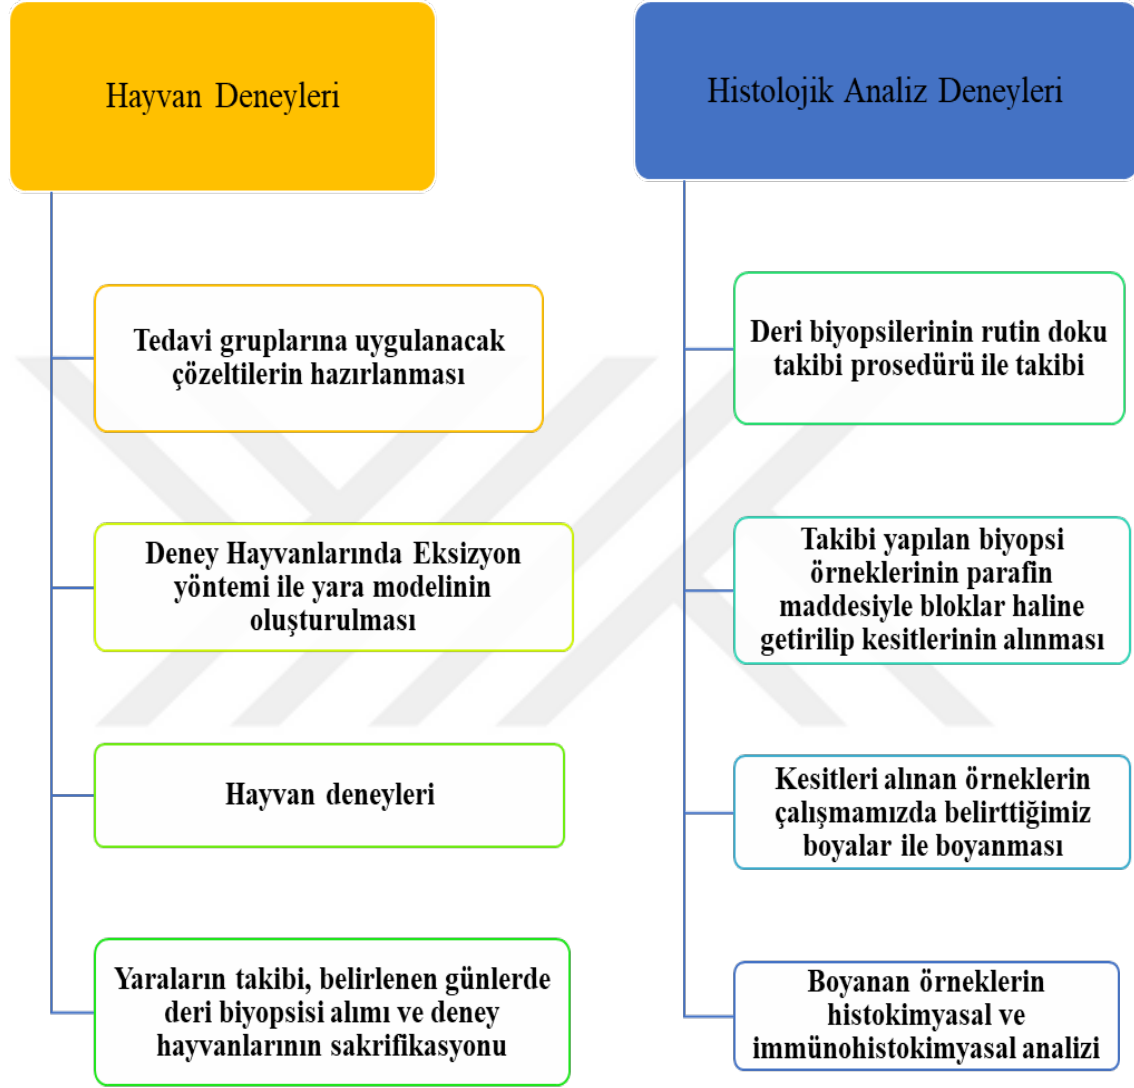 Hayvan Deneyleri
Tedavi gruplarına uygulanacak
çözeltilerin hazırlanması
Deney Hayvanlarında Eksizyon
yöntemi ile yara modelinin
oluşturulması
Hayvan deneyleri
Yaraların takibi, belirlenen günlerde
deri biyopsisi alımı ve deney
hayvanlarının sakrifikasyonu
Histolojik Analiz Deneyleri
Deri biyopsilerinin rutin doku
takibi prosedürü ile takibi
Takibi yapılan biyopsi
örneklerinin parafin
maddesiyle bloklar haline
getirilip kesitlerinin alınması
Kesitleri alınan örneklerin
çalışmamızda belirttiğimiz
boyalar ile boyanması
Boyanan örneklerin
histokimyasal ve
immünohistokimyasal analizi